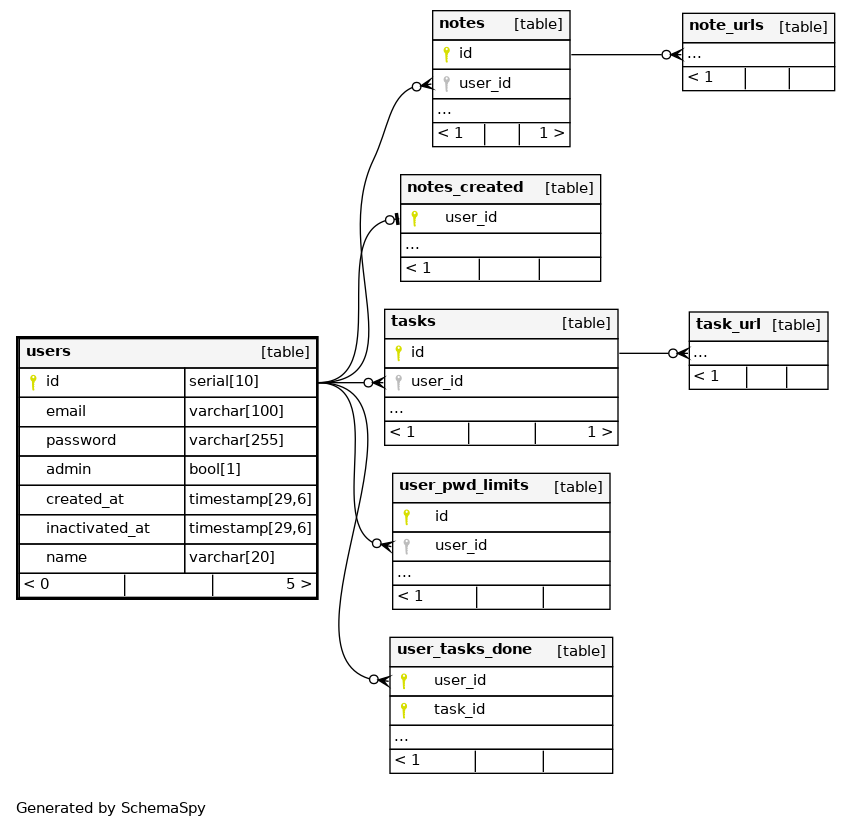 notes [table]
id
user_id
...
< 1 1 >
note_urls [table]
...
< 1
notes_created [table]
user_id
...
< 1
tasks [table]
id
user_id
...
< 1 1 >
task_url [table]
...
< 1
users [table]
id serial[10]
email varchar[100]
password varchar[255]
admin bool[1]
created_at timestamp[29,6]
inactivated_at timestamp[29,6]
name varchar[20]
< 0 5 >
user_pwd_limits [table]
id
user_id
...
< 1
user_tasks_done [table]
user_id
task_id
...
< 1
Generated by SchemaSpy